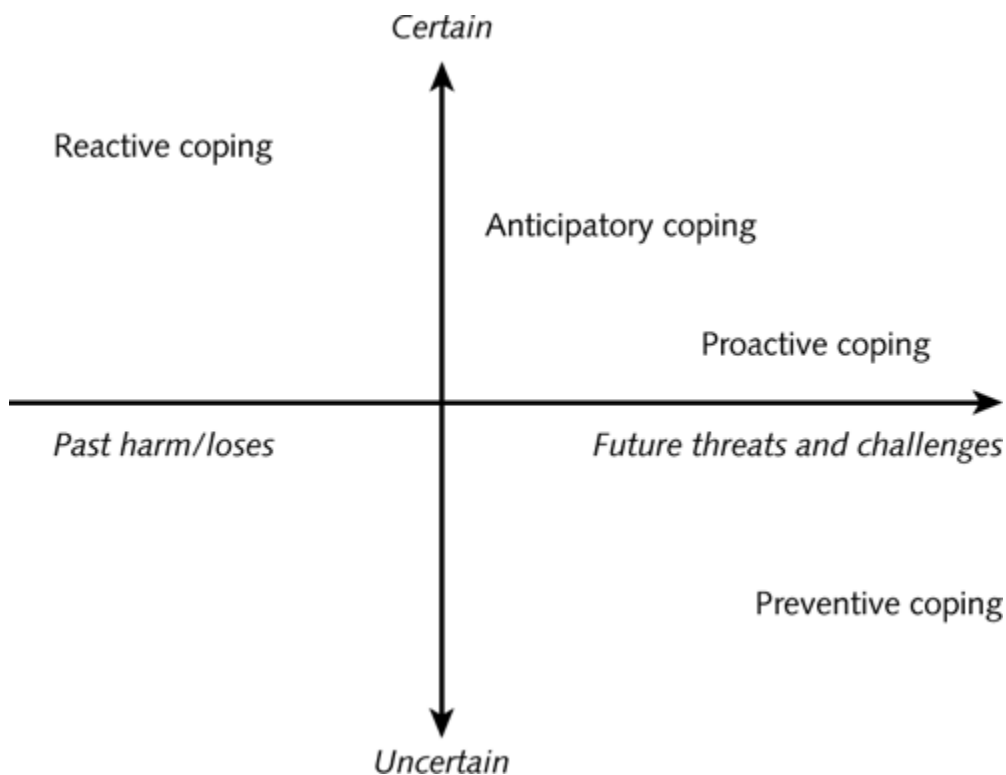 Certain
Reactive coping
Anticipatory coping
Proactive coping
Past harm/loses
Future threats and challenges
Preventive coping
Uncertain